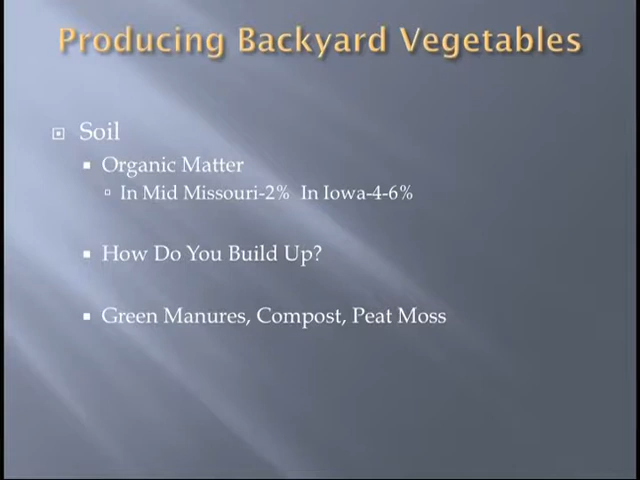 Producing Backyard Vegetables
Soil
Organic Matter
In Mid Missouri-2% In Iowa-4-6%
How Do You Build Up?
Green Manures, Compost, Peat Moss